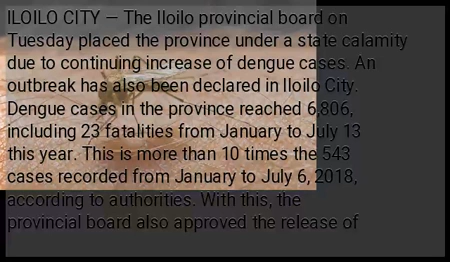 ILOILO CITY — The Iloilo provincial board on
Tuesday placed the province under a state calamity
due to continuing increase of dengue cases. An
outbreak has also been declared in Iloilo City.
Dengue cases in the province reached 6,806,
including 23 fatalities from January to July 13
this year. This is more than 10 times the 543
cases recorded from January to July 6, 2018,
according to authorities. With this, the
provincial board also approved the release of